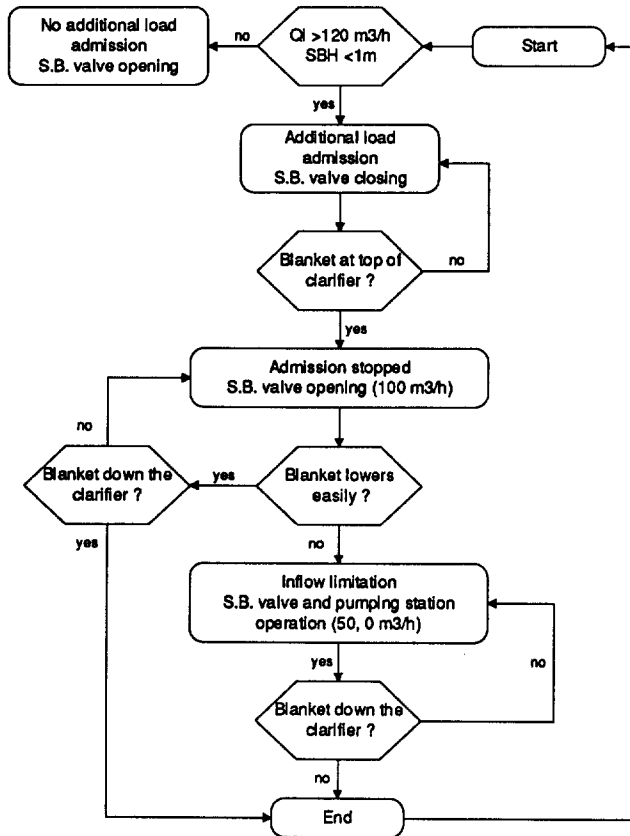 No additional load
admission
S.B. valve opening
no
QI >120 m3/h
SBH <1m
Start
yes
Additional load
admission
S.B. valve closing
Blanket at top of
clarifier ?
no
yes
Admission stopped
S.B. valve opening (100 m3/h)
no
Blanket down the
clarifier ?
yes
Blanket lowers
easily ?
yes
no
Inflow limitation
S.B. valve and pumping station
operation (50, 0 m3/h)
yes
no
Blanket down the
clarifier ?
no
End